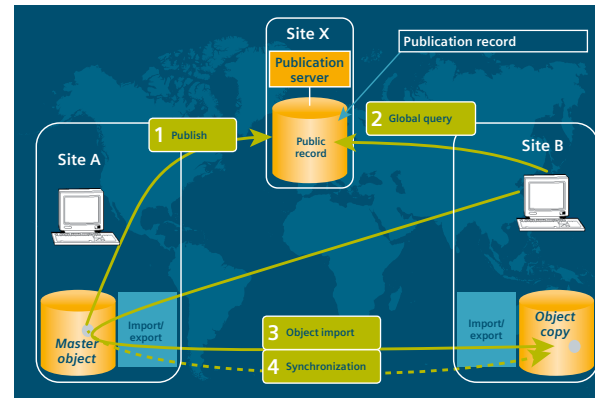 Site X
Publication record
Publication
server
1 Publish
2 Global query
Public
record
Site A
Site B
Import/
export
Master
object
3 Object import
4 Synchronization
Import/
export
Object
copy